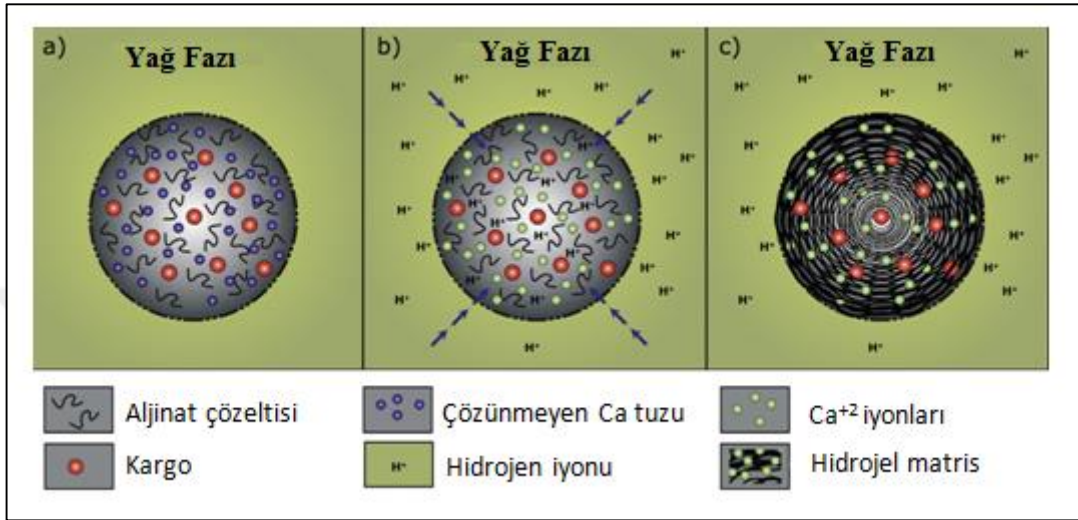 a)
Yağ Fazı
b)
Yağ Fazı
H⁺ H⁺ H⁺ H⁺ H⁺ H⁺ H⁺ H⁺ H⁺ H⁺ H⁺ H⁺ H⁺ H⁺ H⁺ H⁺ H⁺ H⁺ H⁺ H⁺ H⁺ H⁺ H⁺ H⁺ H⁺
c)
Yağ Fazı
H⁺ H⁺ H⁺ H⁺ H⁺ H⁺ H⁺ H⁺ H⁺ H⁺ H⁺ H⁺ H⁺ H⁺ H⁺
Aljinat çözeltisi
Çözünmeyen Ca tuzu
Ca⁺² iyonları
Kargo
H⁺
Hidrojen iyonu
Hidrojel matris